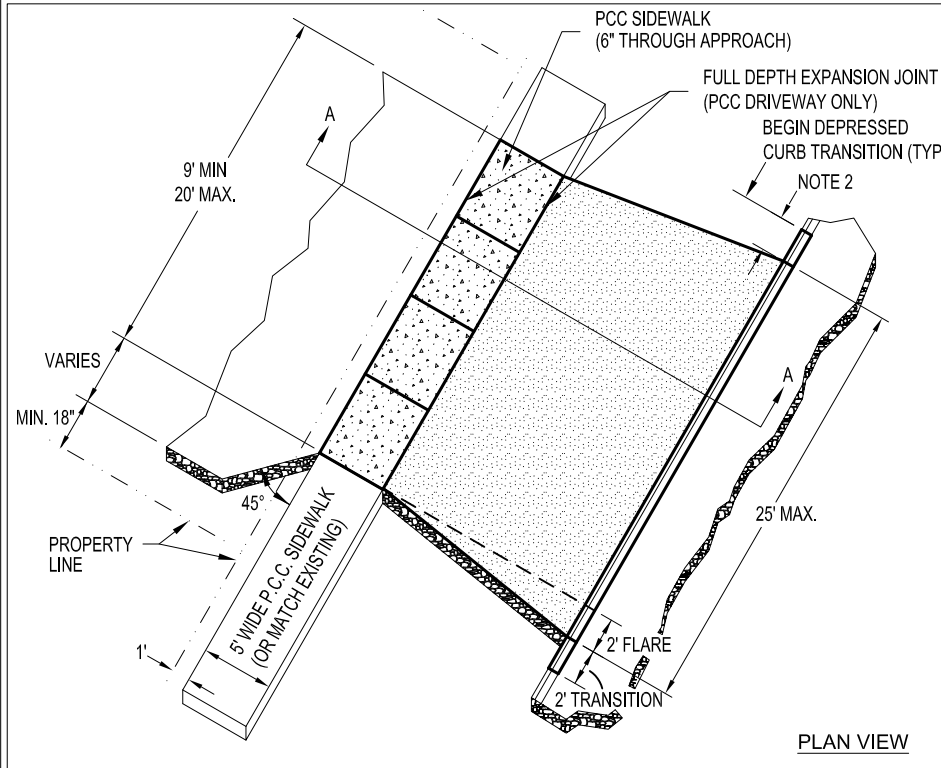 PCC SIDEWALK
(6" THROUGH APPROACH)
FULL DEPTH EXPANSION JOINT
(PCC DRIVEWAY ONLY)
BEGIN DEPRESSED
CURB TRANSITION (TYP
NOTE 2
A
9' MIN
20' MAX.
VARIES
MIN. 18"
A
45°
25' MAX.
PROPERTY
LINE
5' WIDE P.C.C. SIDEWALK
(OR MATCH EXISTING)
1'
2' FLARE
2' TRANSITION
PLAN VIEW